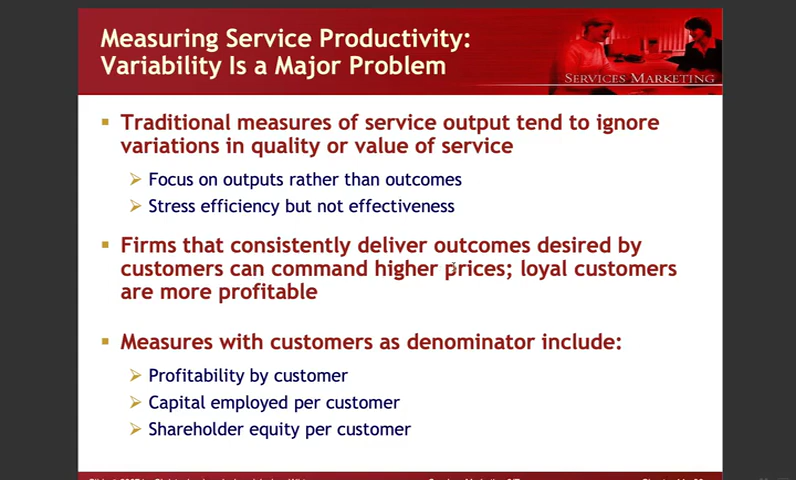 Measuring Service Productivity:
Variability Is a Major Problem
SERVICES MARKETING
Traditional measures of service output tend to ignore
variations in quality or value of service
Focus on outputs rather than outcomes
Stress efficiency but not effectiveness
Firms that consistently deliver outcomes desired by
customers can command higher prices; loyal customers
are more profitable
Measures with customers as denominator include:
Profitability by customer
Capital employed per customer
Shareholder equity per customer